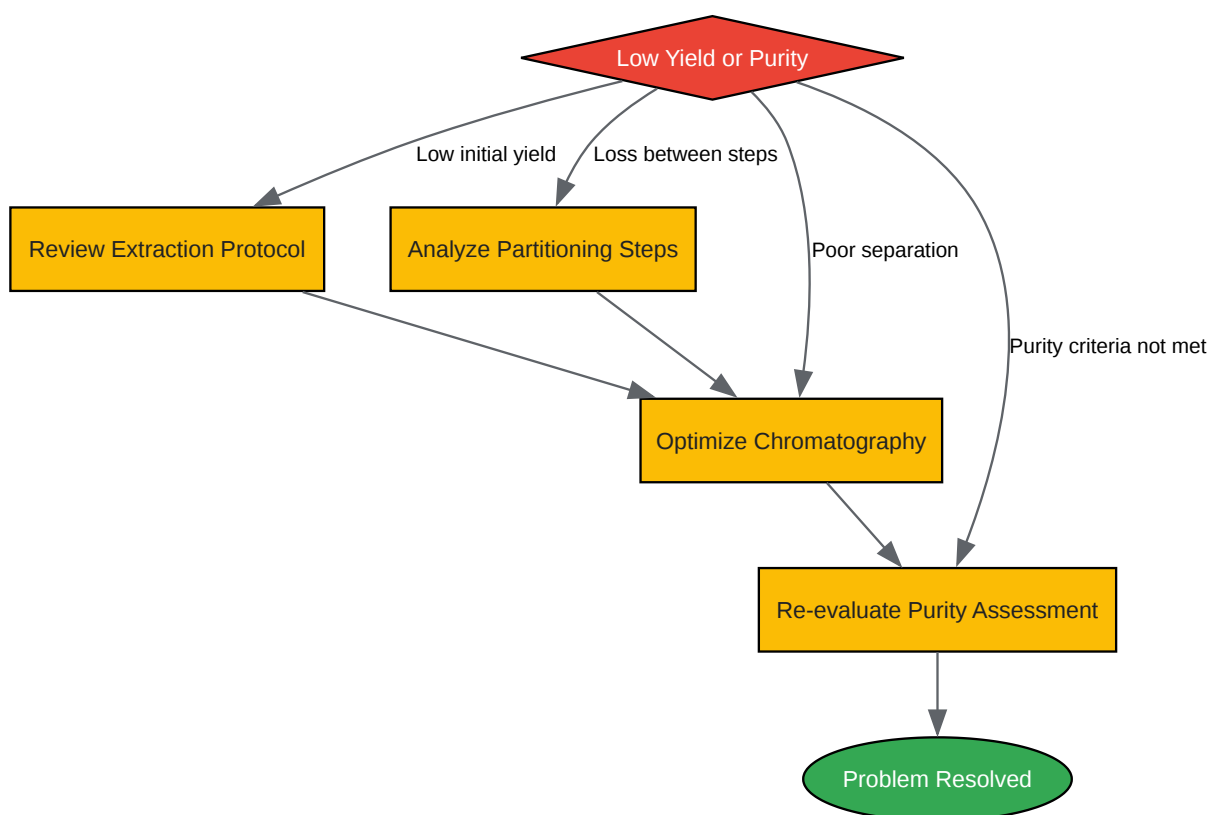 Low Yield or Purity
Low initial yield
Loss between steps
Review Extraction Protocol
Analyze Partitioning Steps
Poor separation
Purity criteria not met
Optimize Chromatography
Re-evaluate Purity Assessment
Problem Resolved